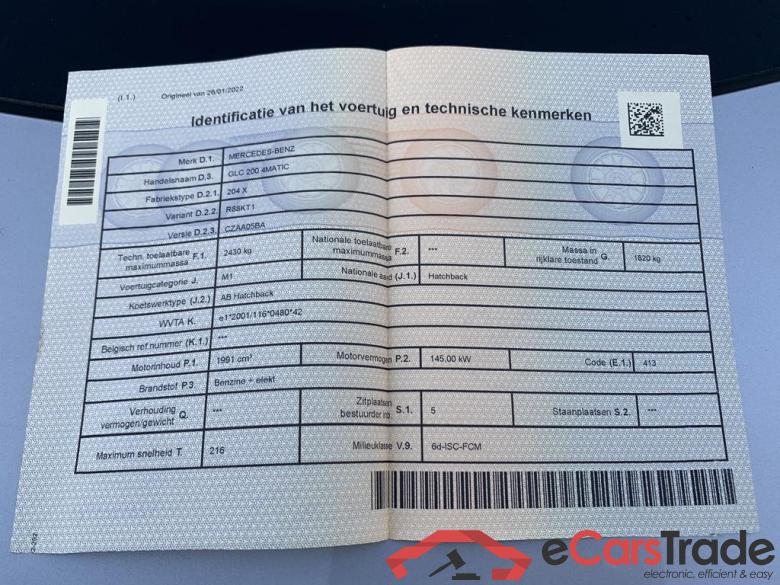 (I.1.) Origineel van 26/01/2022
Identificatie van het voertuig en technische kenmerken
Merk D.1. MERCEDES-BENZ
Handelsnaam D.3. GLC 200 4MATIC
Fabriekstype D.2.1. 204 X
Variant D.2.2. R88KT1
Versie D.2.3. CZAA05BA
Techn. toelaatbare maximummassa F.1. 2430 kg Nationale toelaatbare maximummassa F.2. *** Massa in rijklare toestand G. 1820 kg
Voertuigcategorie J. M1 Nationale aard (J.1.) Hatchback
Koetswerktype (J.2.) AB Hatchback
WVTA K. e1*2001/116*0480*42
Belgisch ref.nummer (K.1.) ***
Motorinhoud P.1. 1991 cm³ Motorvermogen P.2. 145.00 kW Code (E.1.) 413
Brandstof P.3. Benzine + elekt
Verhouding vermogen/gewicht Q. *** Zitplaatsen bestuurder inb. S.1. 5 Staanplaatsen S.2. ***
Maximum snelheid T. 216 Milieuklasse V.9. 6d-ISC-FCM
eCarsTrade
electronic, efficient & easy